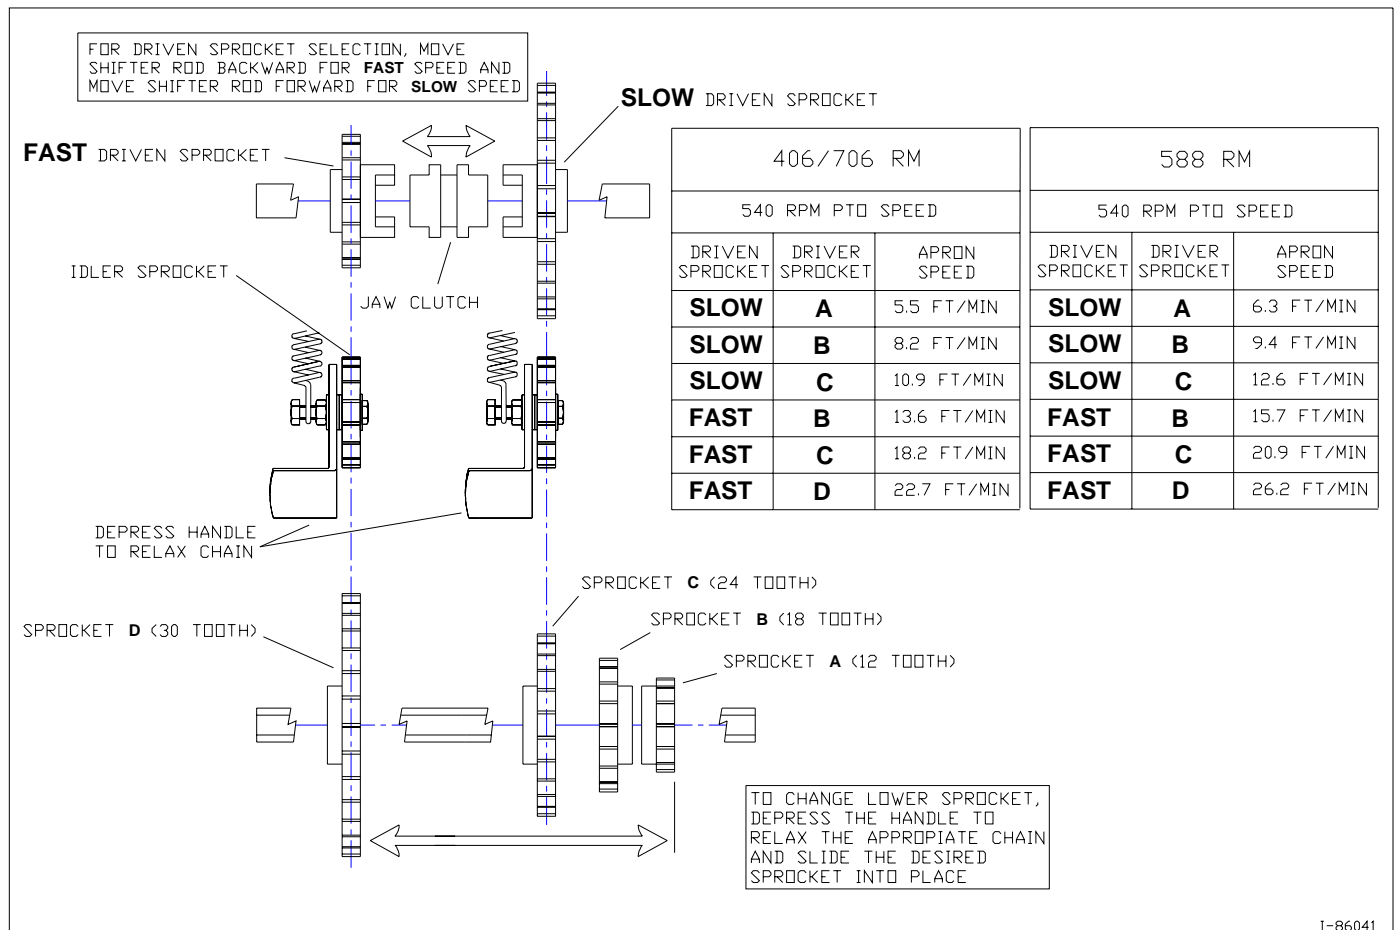 FOR DRIVEN SPROCKET SELECTION, MOVE
SHIFTER ROD BACKWARD FOR FAST SPEED AND
MOVE SHIFTER ROD FORWARD FOR SLOW SPEED
SLOW DRIVEN SPROCKET
FAST DRIVEN SPROCKET
IDLER SPROCKET
JAW CLUTCH
DEPRESS HANDLE
TO RELAX CHAIN
406/706 RM
540 RPM PTO SPEED
DRIVEN SPROCKET DRIVER SPROCKET APRON SPEED
SLOW A 5.5 FT/MIN
SLOW B 8.2 FT/MIN
SLOW C 10.9 FT/MIN
FAST B 13.6 FT/MIN
FAST C 18.2 FT/MIN
FAST D 22.7 FT/MIN
588 RM
540 RPM PTO SPEED
DRIVEN SPROCKET DRIVER SPROCKET APRON SPEED
SLOW A 6.3 FT/MIN
SLOW B 9.4 FT/MIN
SLOW C 12.6 FT/MIN
FAST B 15.7 FT/MIN
FAST C 20.9 FT/MIN
FAST D 26.2 FT/MIN
SPROCKET C (24 TOOTH)
SPROCKET B (18 TOOTH)
SPROCKET D (30 TOOTH)
SPROCKET A (12 TOOTH)
TO CHANGE LOWER SPROCKET,
DEPRESS THE HANDLE TO
RELAX THE APPROPIATE CHAIN
AND SLIDE THE DESIRED
SPROCKET INTO PLACE
I-86041